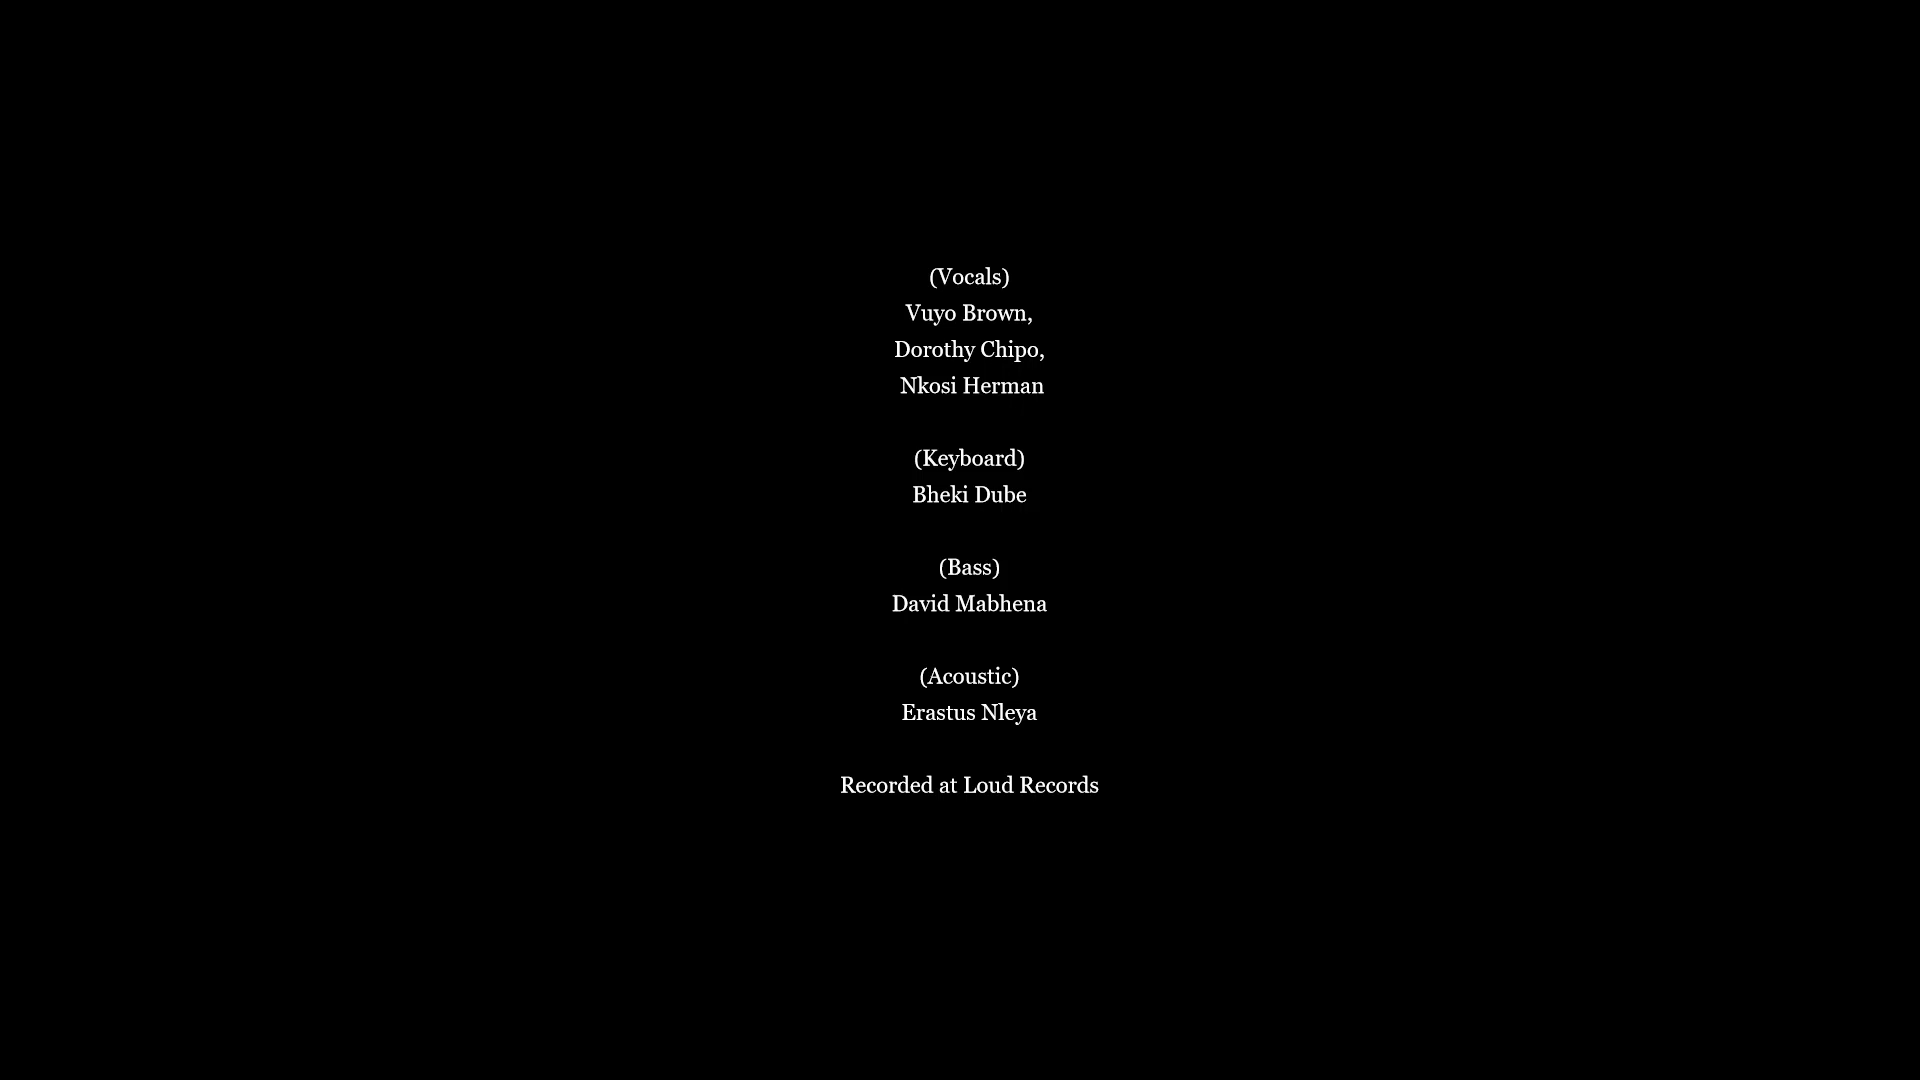 (Vocals)
Vuyo Brown,
Dorothy Chipo,
Nkosi Herman
(Keyboard)
Bheki Dube
(Bass)
David Mabhena
(Acoustic)
Erastus Nleya
Recorded at Loud Records